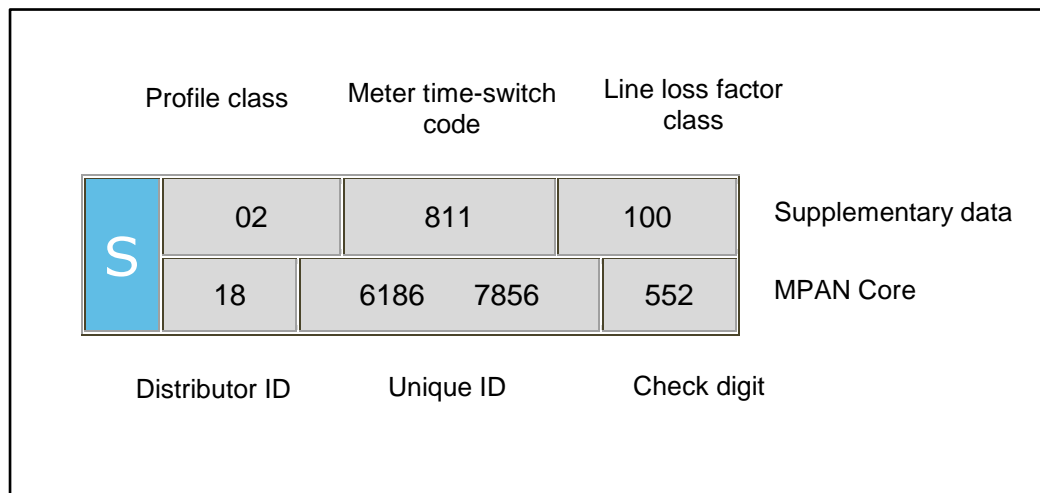 Profile class
Meter time-switch
code
Line loss factor
class
S
02 811 100 Supplementary data
18 6186 7856 552 MPAN Core
Distributor ID Unique ID Check digit